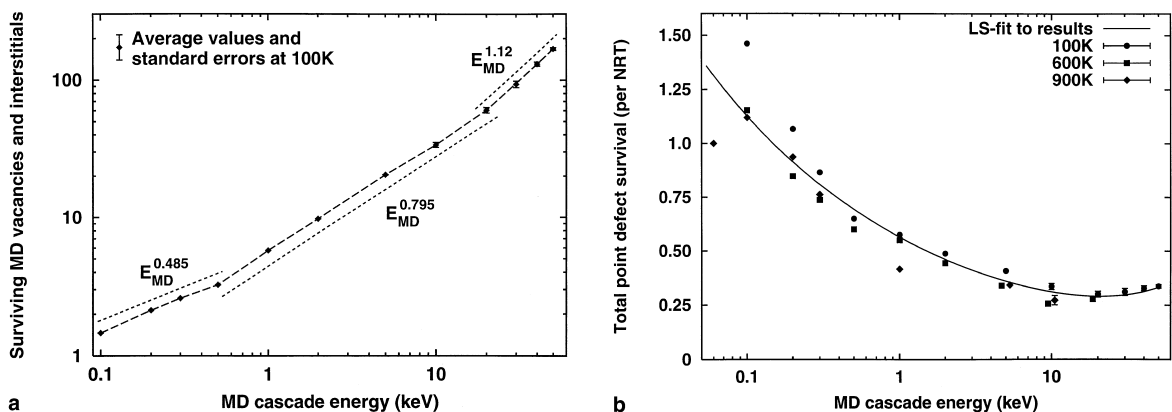 Surviving MD vacancies and interstitials
100
10
1
Average values and
standard errors at 100K
E_MD^1.12
E_MD^0.795
E_MD^0.485
0.1 1 10
MD cascade energy (keV)
a
Total point defect survival (per NRT)
1.50
1.25
1.0
0.75
0.50
0.25
0
LS-fit to results
100K
600K
900K
0.1 1 10
MD cascade energy (keV)
b